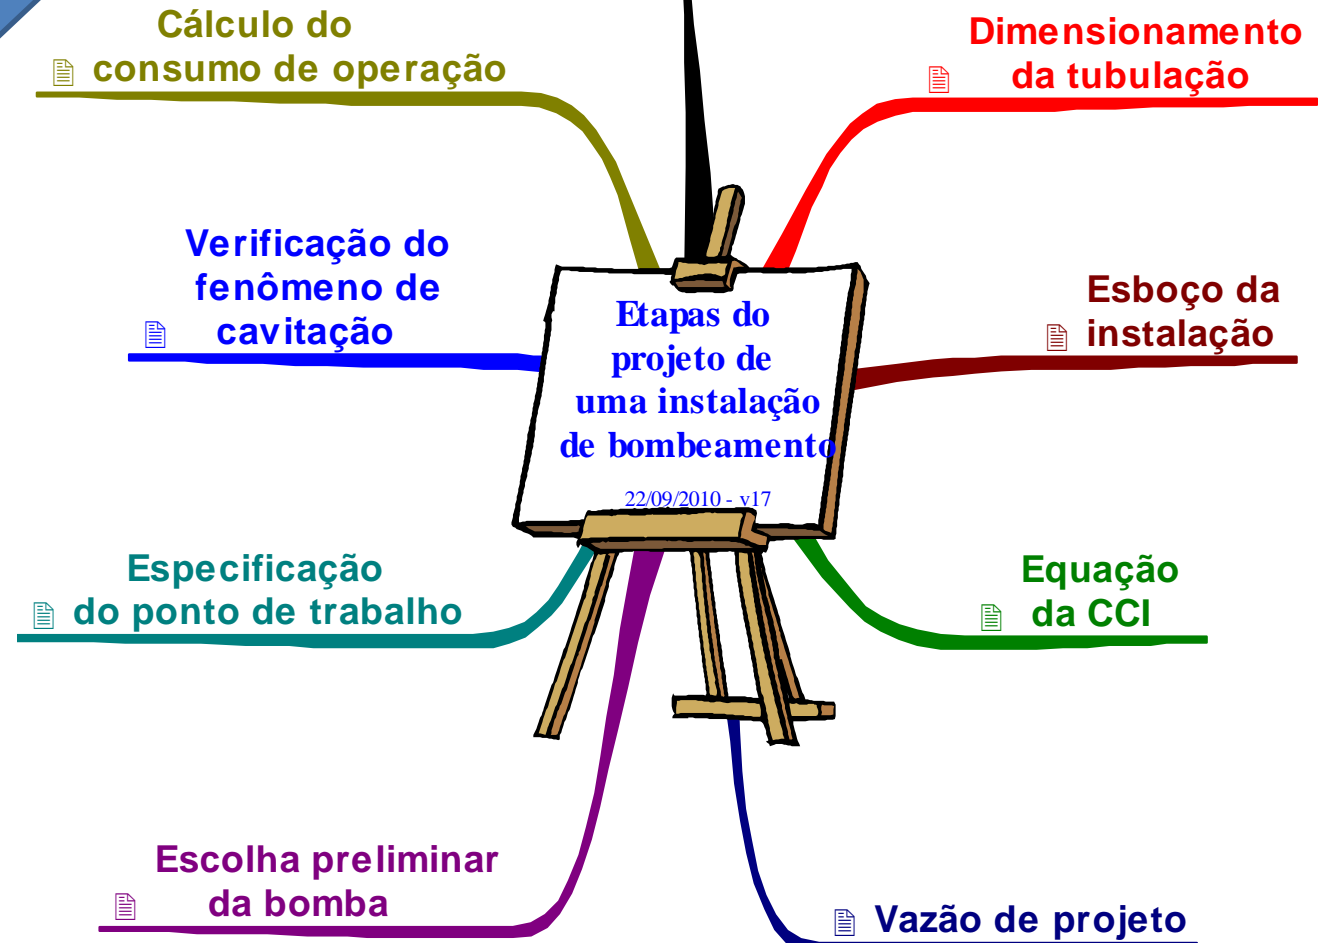 Cálculo do
consumo de operação
Dimensionamento
da tubulação
Verificação do
fenômeno de
cavitação
Esboço da
instalação
Etapas do
projeto de
uma instalação
de bombeamento
22/09/2010 - v17
Especificação
do ponto de trabalho
Equação
da CCI
Escolha preliminar
da bomba
Vazão de projeto